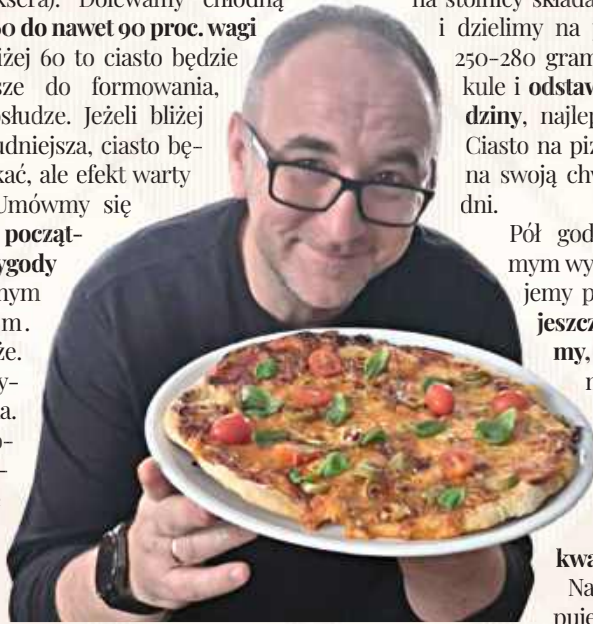 ksera). Dolewamy chłodną
60 do nawet 90 proc. wagi
iżej 60 to ciasto będzie
sze do formowania,
osłudze. Jeżeli bliżej
udniejsza, ciasto bę-
kać, ale efekt warty
Umówmy się
począt-
ygody
nym
m.
że.
y-
a.
o-
-
na stolnicy składa
i dzielimy na
250-280 gram
kule i odstaw
dziny, najlep
Ciasto na piz
na swoją chw
dni.
Pół god
mym wy
jemy p
jeszcz
my,
kwa
Na
puje